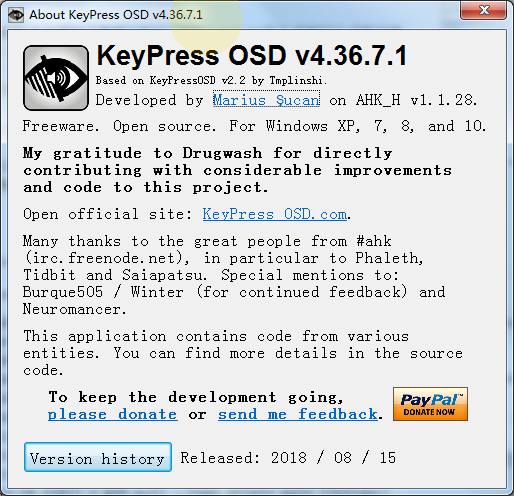 About KeyPress OSD v4.36.7.1
KeyPress OSD v4.36.7.1
Based on KeyPressOSD v2.2 by Tmplinshi.
Developed by Marius Șucan on AHK_H v1.1.28.
Freeware. Open source. For Windows XP, 7, 8, and 10.
My gratitude to Drugwash for directly
contributing with considerable improvements
and code to this project.
Open official site: KeyPress OSD.com.
Many thanks to the great people from #ahk
(irc.freenode.net), in particular to Phaleth,
Tidbit and Saiapatsu. Special mentions to:
Burque505 / Winter (for continued feedback) and
Neuromancer.
This application contains code from various
entities. You can find more details in the source
code.
To keep the development going,
please donate or send me feedback.
PayPal™
DONATE NOW
Version history
Released: 2018 / 08 / 15